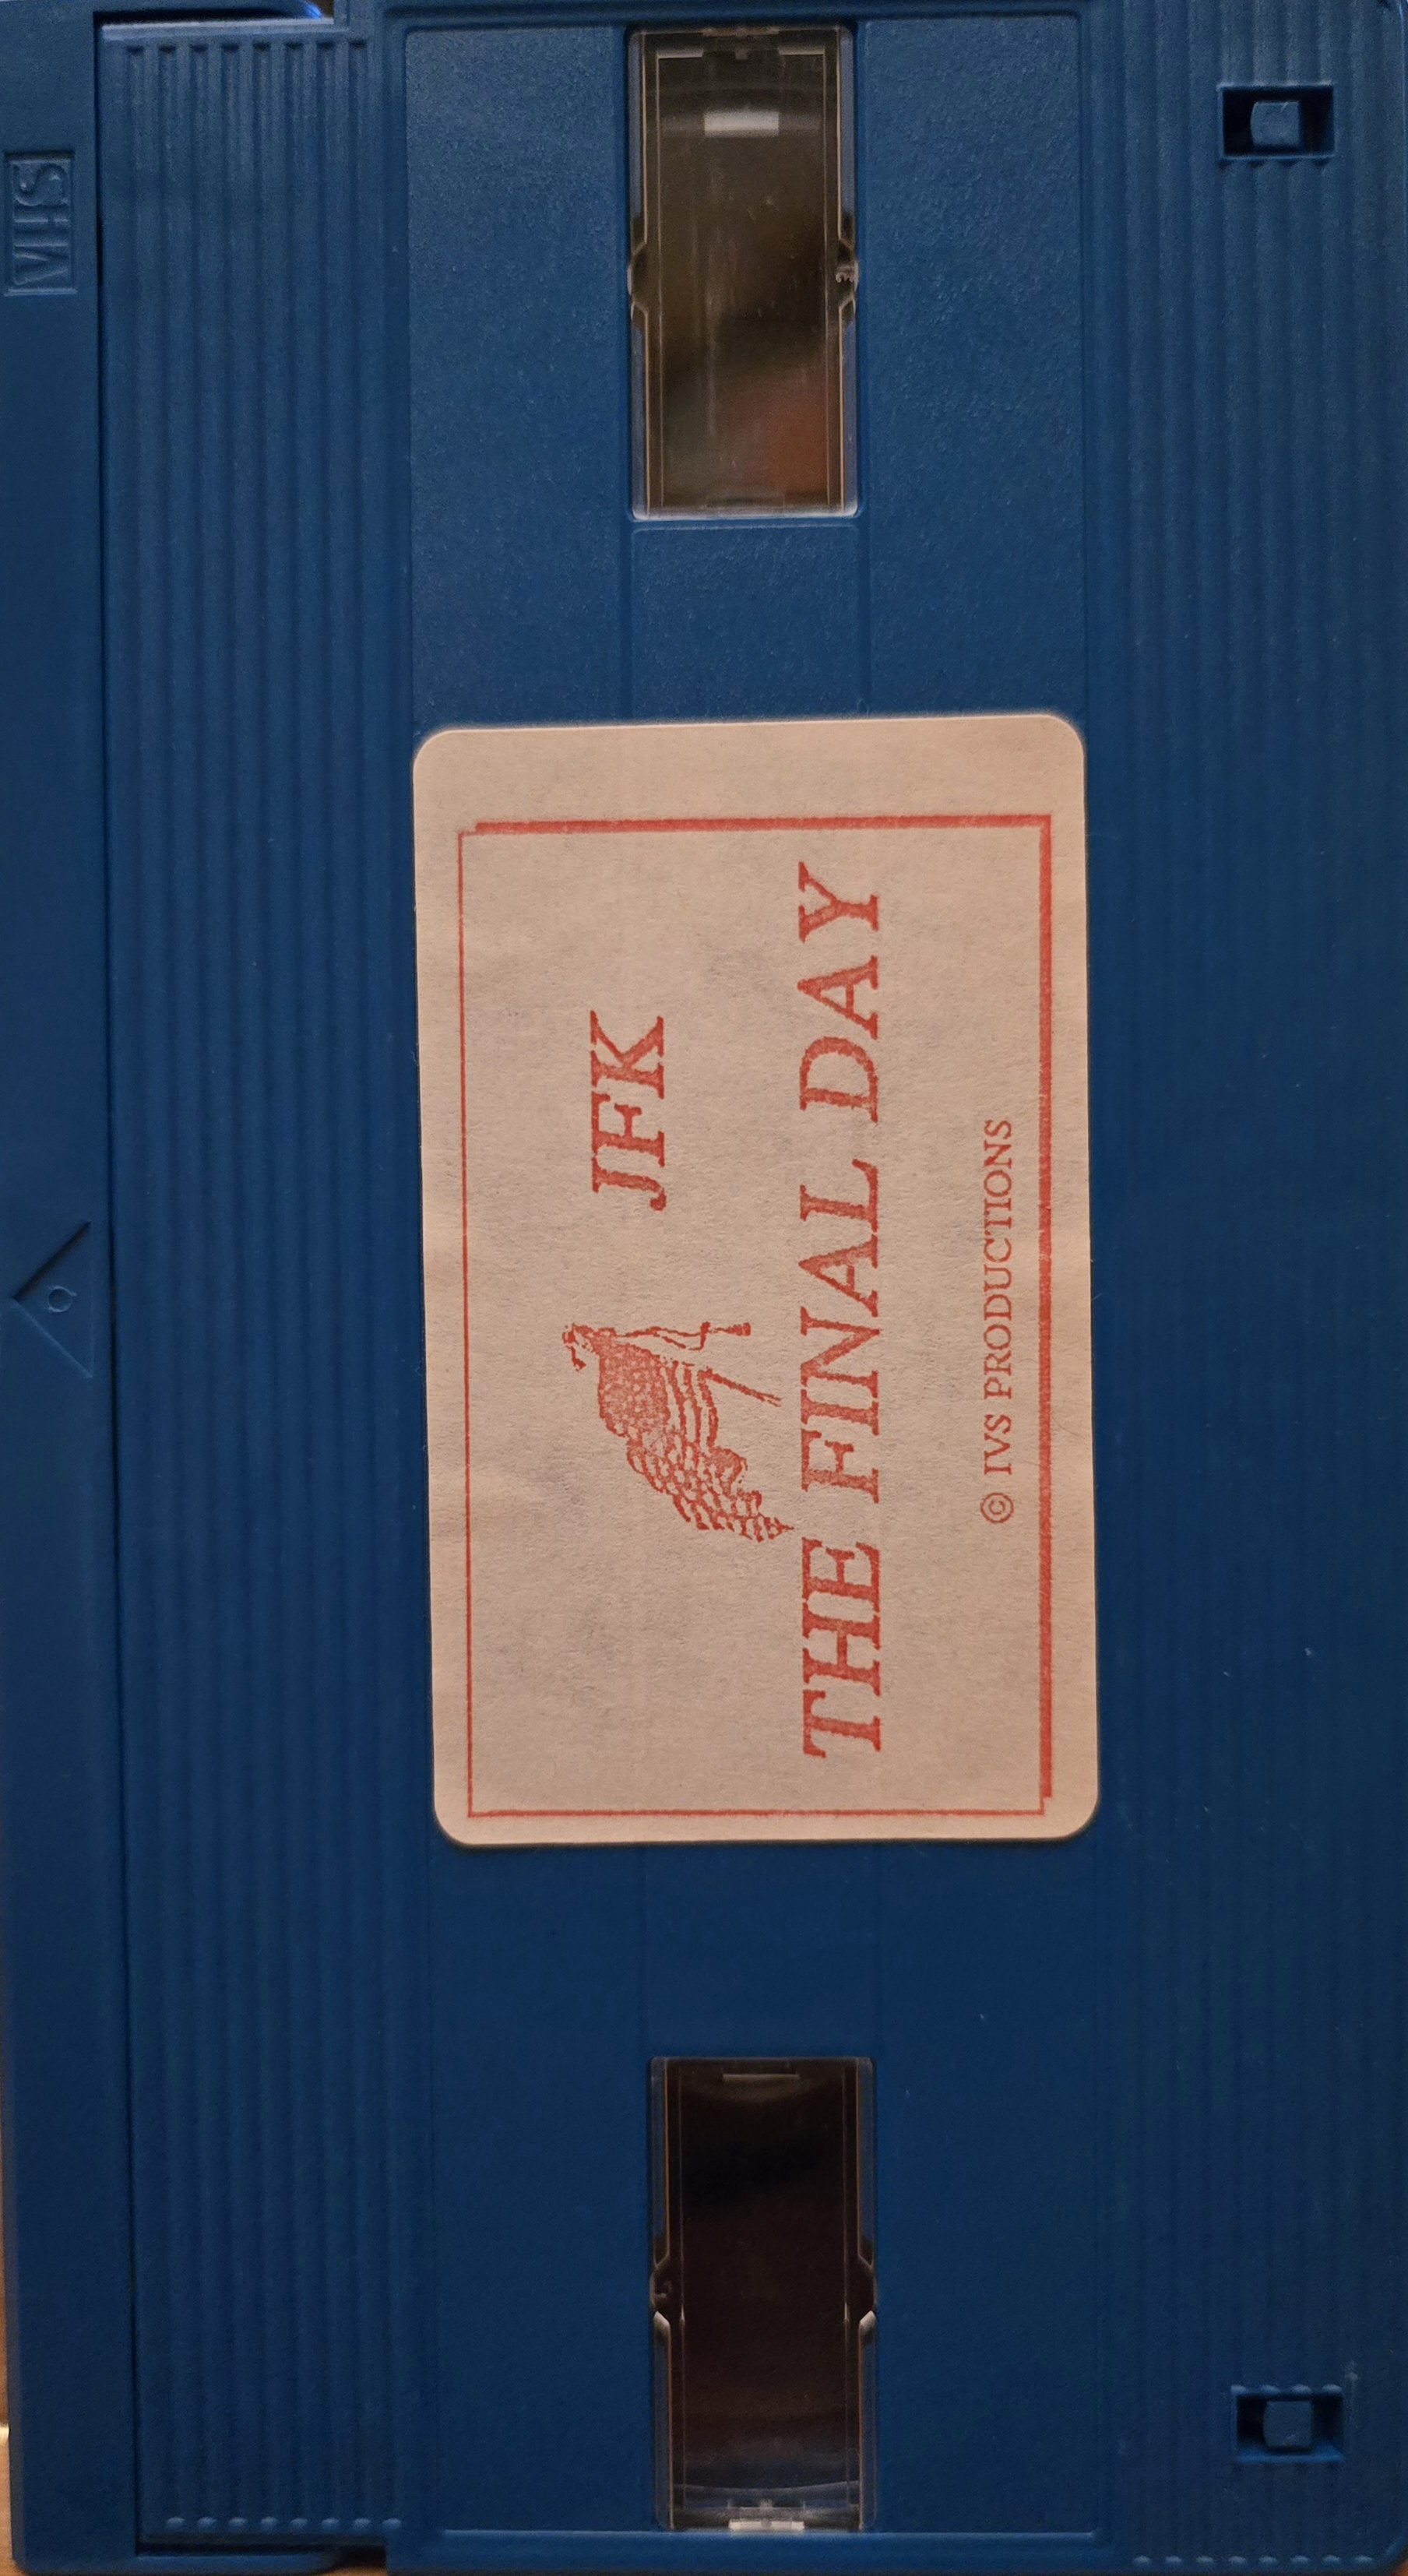 VHS
JFK
THE FINAL DAY
© IVS PRODUCTIONS